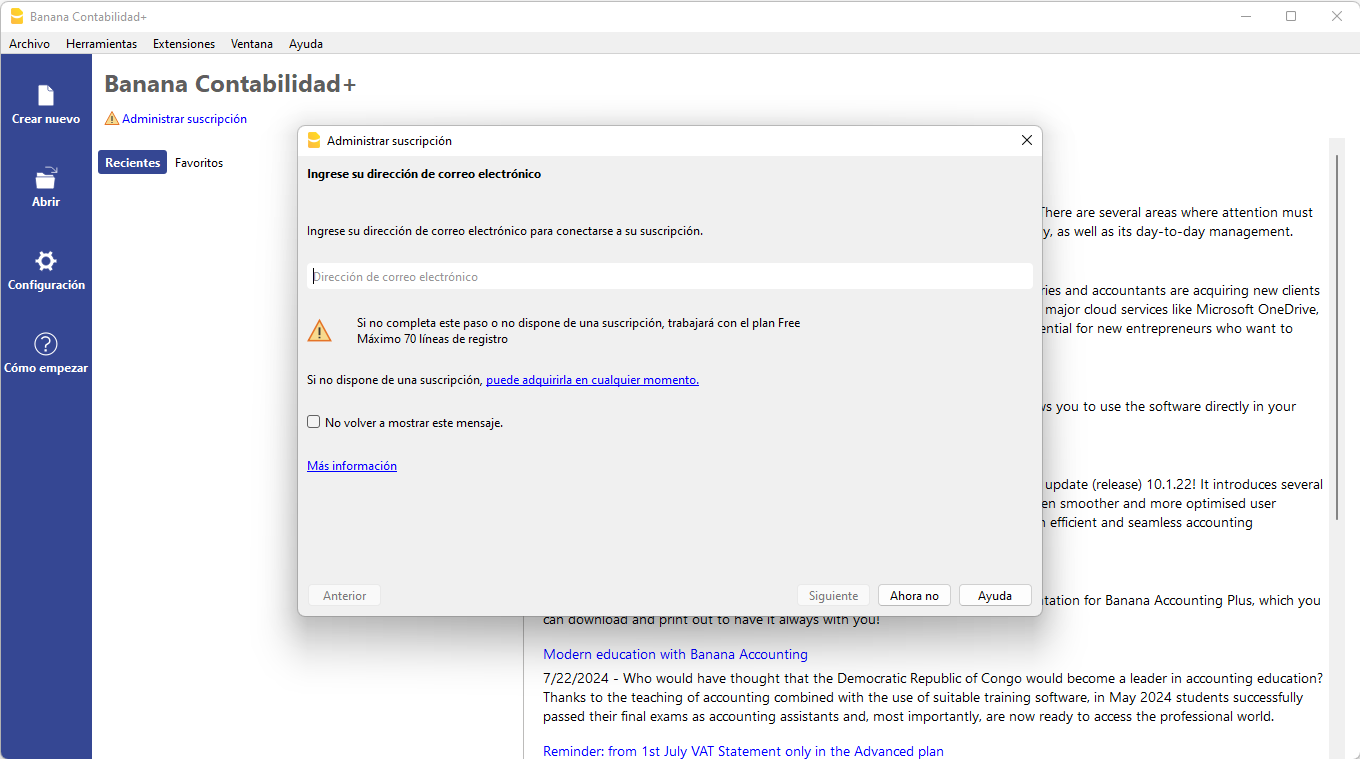 Banana Contabilidad+
Archivo Herramientas Extensiones Ventana Ayuda
Crear nuevo
Abrir
Configuración
Cómo empezar
Banana Contabilidad+
Administrar suscripción
Recientes Favoritos
Administrar suscripción
Ingrese su dirección de correo electrónico
Ingrese su dirección de correo electrónico para conectarse a su suscripción.
Dirección de correo electrónico
Si no completa este paso o no dispone de una suscripción, trabajará con el plan Free
Máximo 70 líneas de registro
Si no dispone de una suscripción, puede adquirirla en cualquier momento.
No volver a mostrar este mensaje.
Más información
Anterior Siguiente Ahora no Ayuda
There are several areas where attention must
y, as well as its day-to-day management.
ries and accountants are acquiring new clients
major cloud services like Microsoft OneDrive,
ential for new entrepreneurs who want to
ws you to use the software directly in your
update (release) 10.1.22! It introduces several
en smoother and more optimised user
efficient and seamless accounting
ntation for Banana Accounting Plus, which you
can download and print out to have it always with you!
Modern education with Banana Accounting
7/22/2024 - Who would have thought that the Democratic Republic of Congo would become a leader in accounting education?
Thanks to the teaching of accounting combined with the use of suitable training software, in May 2024 students successfully
passed their final exams as accounting assistants and, most importantly, are now ready to access the professional world.
Reminder: from 1st July VAT Statement only in the Advanced plan